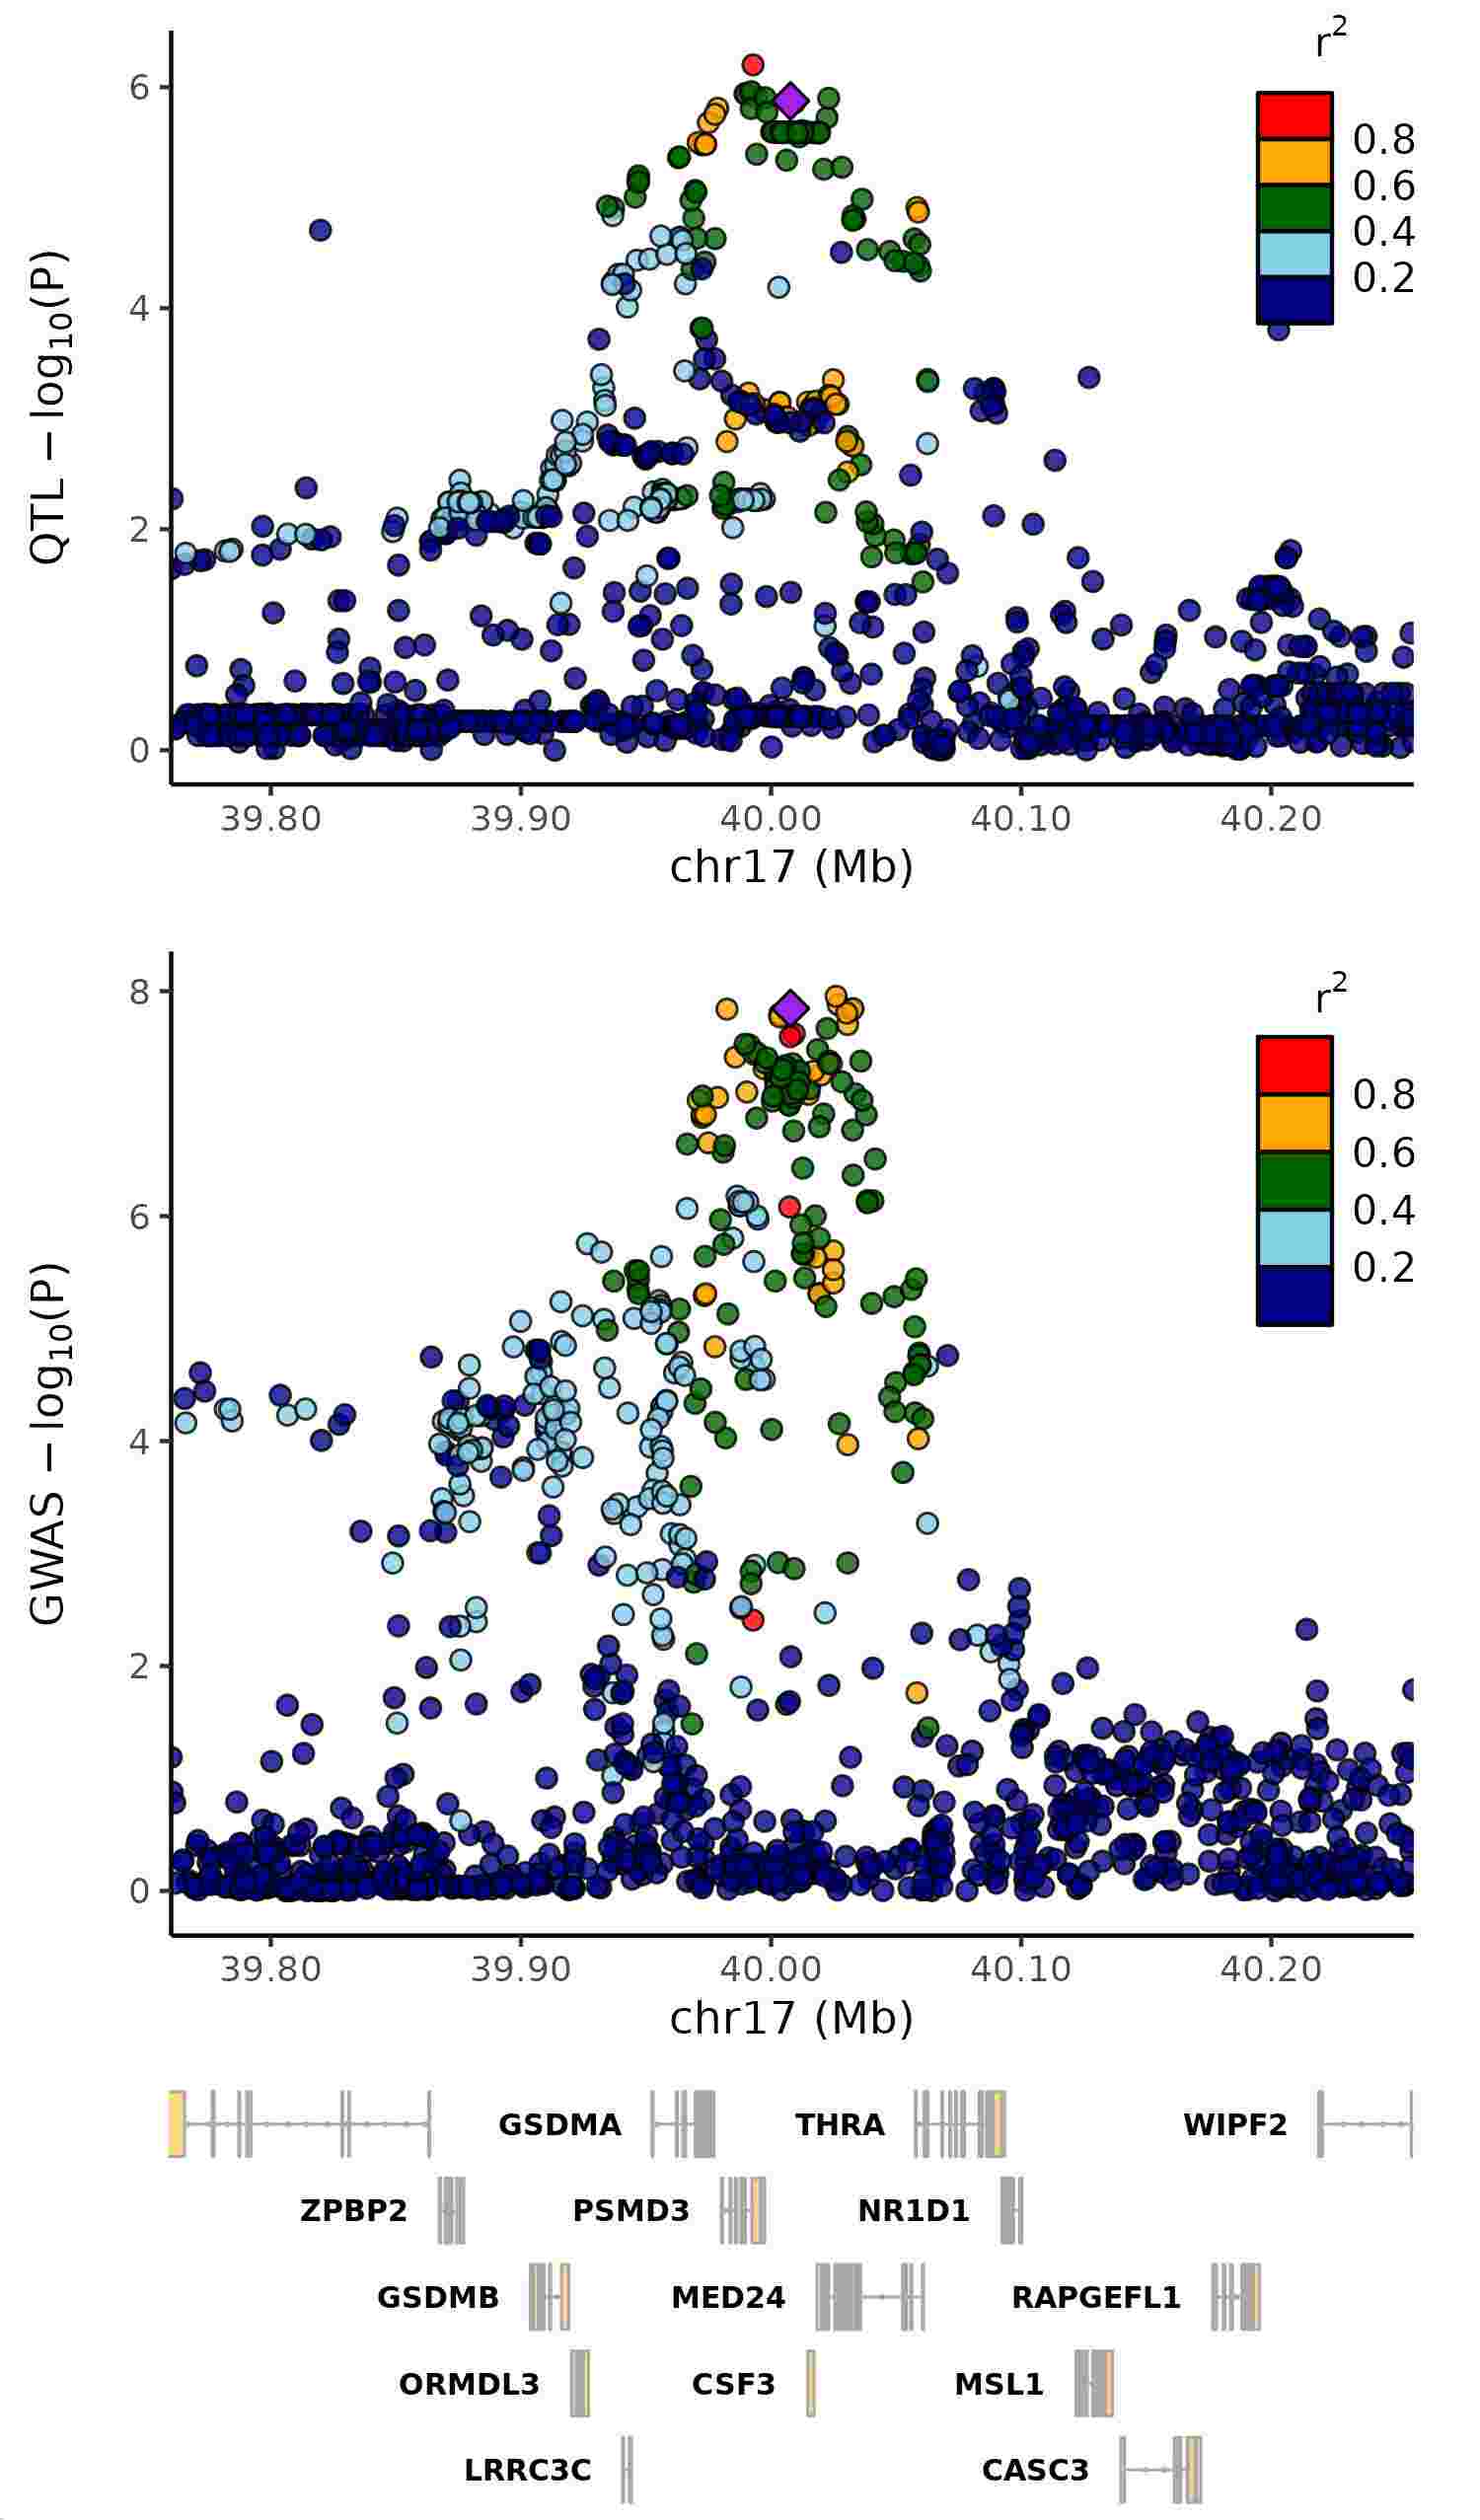 r2
6
4
2
0
QTL − log10(P)
0.8
0.6
0.4
0.2
39.80 39.90 40.00 40.10 40.20
chr17 (Mb)
r2
8
6
4
2
0
GWAS − log10(P)
0.8
0.6
0.4
0.2
39.80 39.90 40.00 40.10 40.20
chr17 (Mb)
GSDMA THRA WIPF2
ZPBP2 PSMD3 NR1D1
GSDMB MED24 RAPGEFL1
ORMDL3 CSF3 MSL1
LRRC3C CASC3